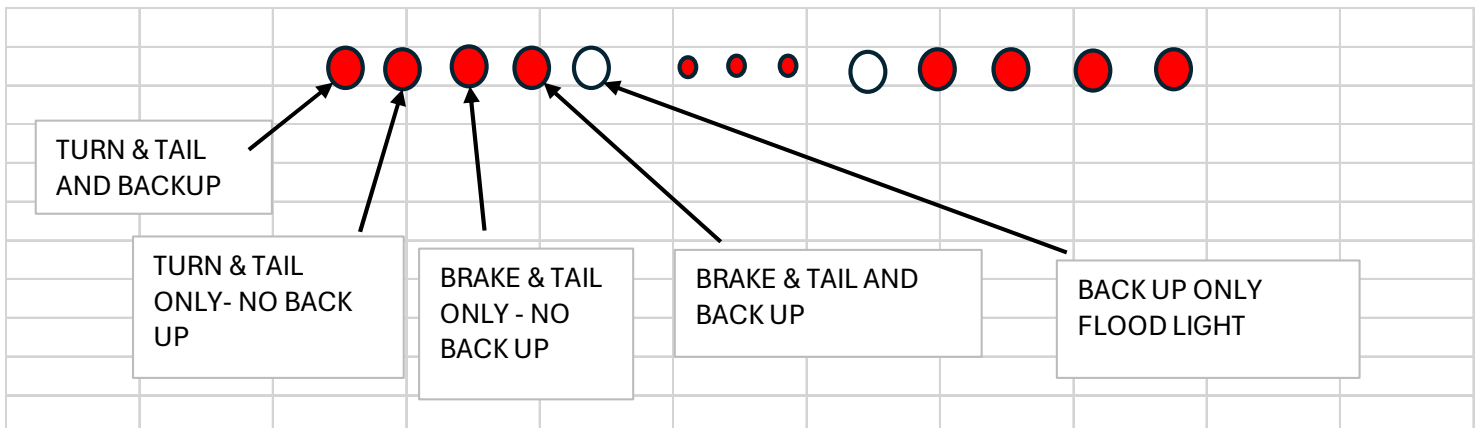 TURN & TAIL
AND BACKUP
TURN & TAIL
ONLY- NO BACK
UP
BRAKE & TAIL
ONLY - NO
BACK UP
BRAKE & TAIL AND
BACK UP
BACK UP ONLY
FLOOD LIGHT